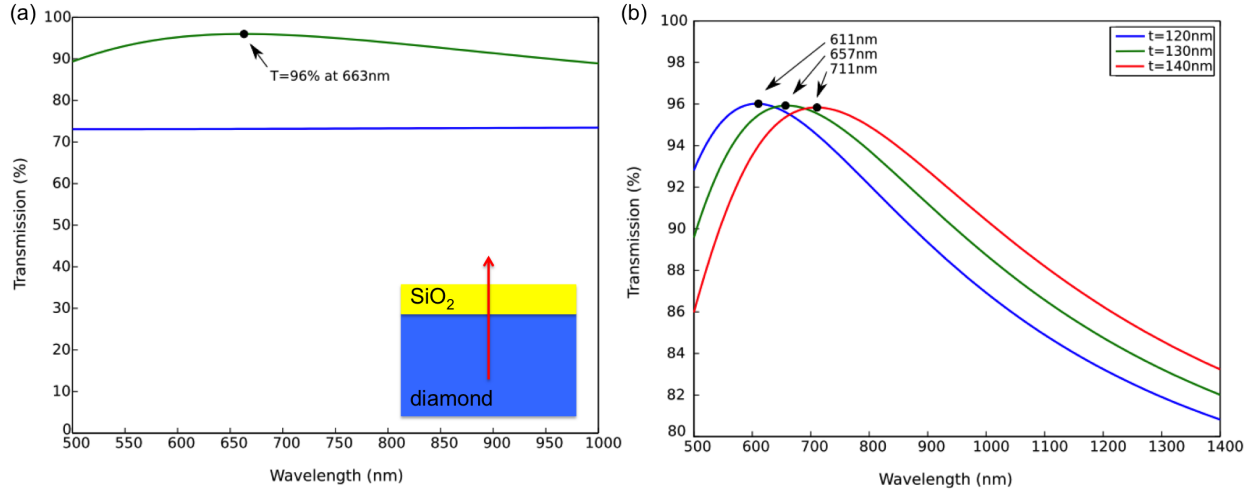 (a)
100
90
80
70
60
50
40
30
20
10
0
Transmission (%)
T=96% at 663nm
SiO2
diamond
500 550 600 650 700 750 800 850 900 950 1000
Wavelength (nm)
(b)
100
98
96
94
92
90
88
86
84
82
80
Transmission (%)
611nm
657nm
711nm
t=120nm
t=130nm
t=140nm
500 600 700 800 900 1000 1100 1200 1300 1400
Wavelength (nm)